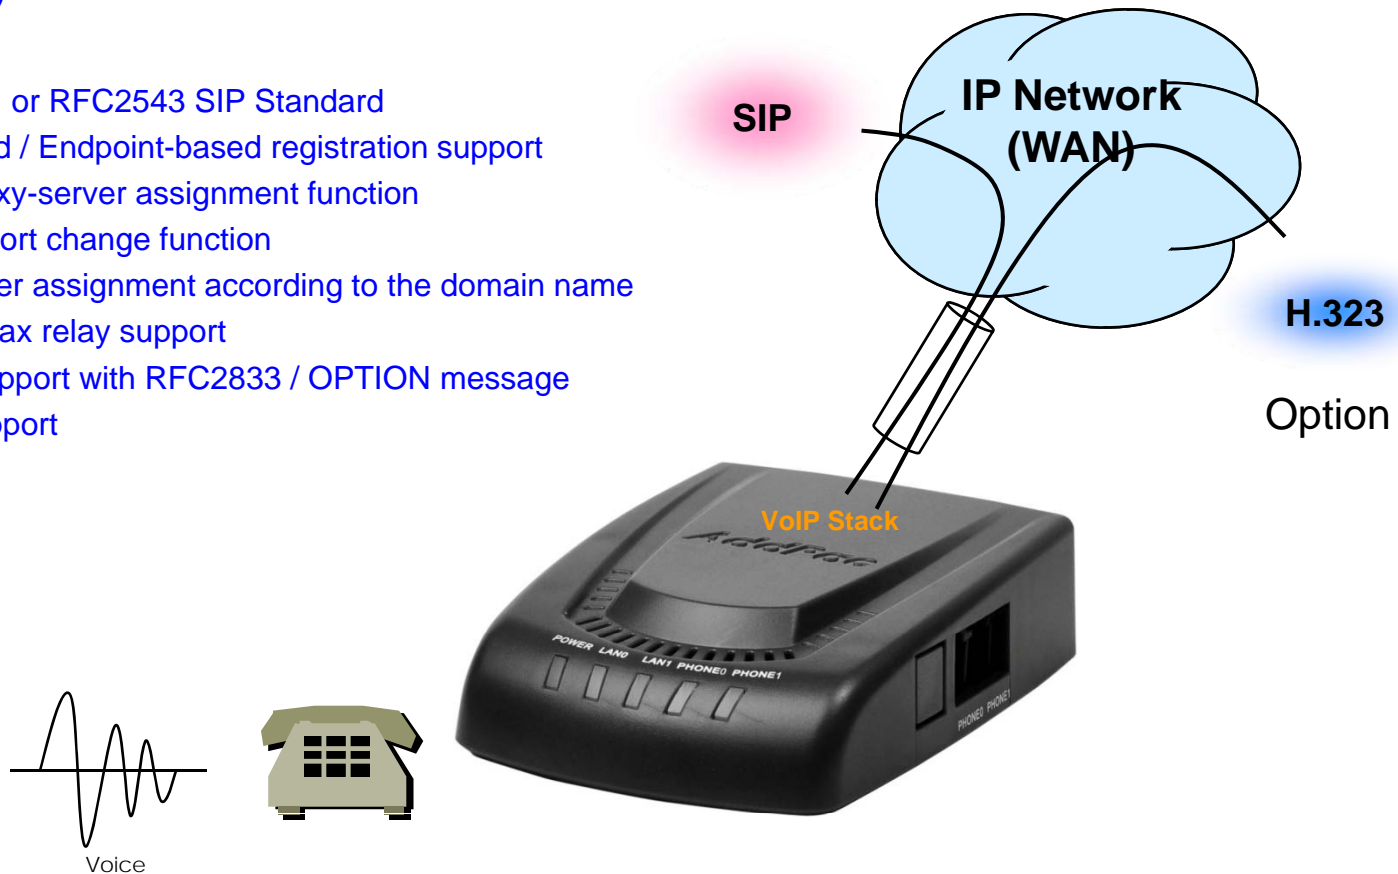 or RFC2543 SIP Standard
d / Endpoint-based registration support
xy-server assignment function
ort change function
er assignment according to the domain name
ax relay support
pport with RFC2833 / OPTION message
port
SIP
IP Network
(WAN)
H.323
Option
VoIP Stack
AddPac
POWER LAN0 LAN1 PHONE0 PHONE1
PHONE0 PHONE1
Voice